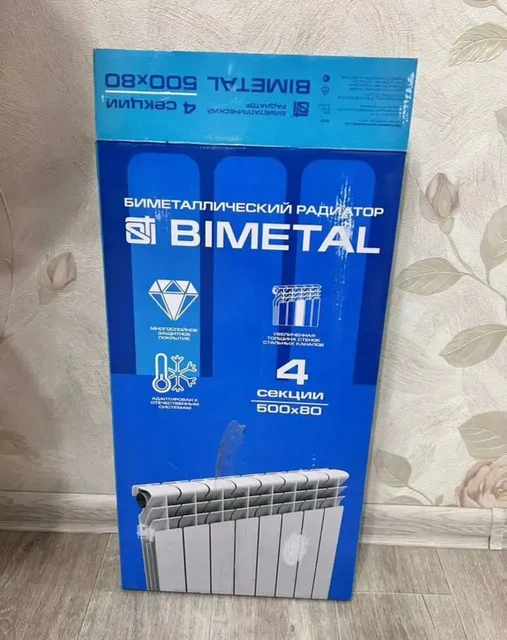 4 СЕКЦИИ
500x80
BIMETAL
БИМЕТАЛЛИЧЕСКИЙ
РАДИАТОР
БИМЕТАЛЛИЧЕСКИЙ РАДИАТОР
ST BIMETAL
МНОГОСЛОЙНОЕ
ЗАЩИТНОЕ
ПОКРЫТИЕ
УВЕЛИЧЕННАЯ
ТОЛЩИНА СТЕНОК
СТАЛЬНЫХ КАНАЛОВ
АДАПТИРОВАН К
ОТЕЧЕСТВЕННЫМ
СИСТЕМАМ
4
СЕКЦИИ
500x80